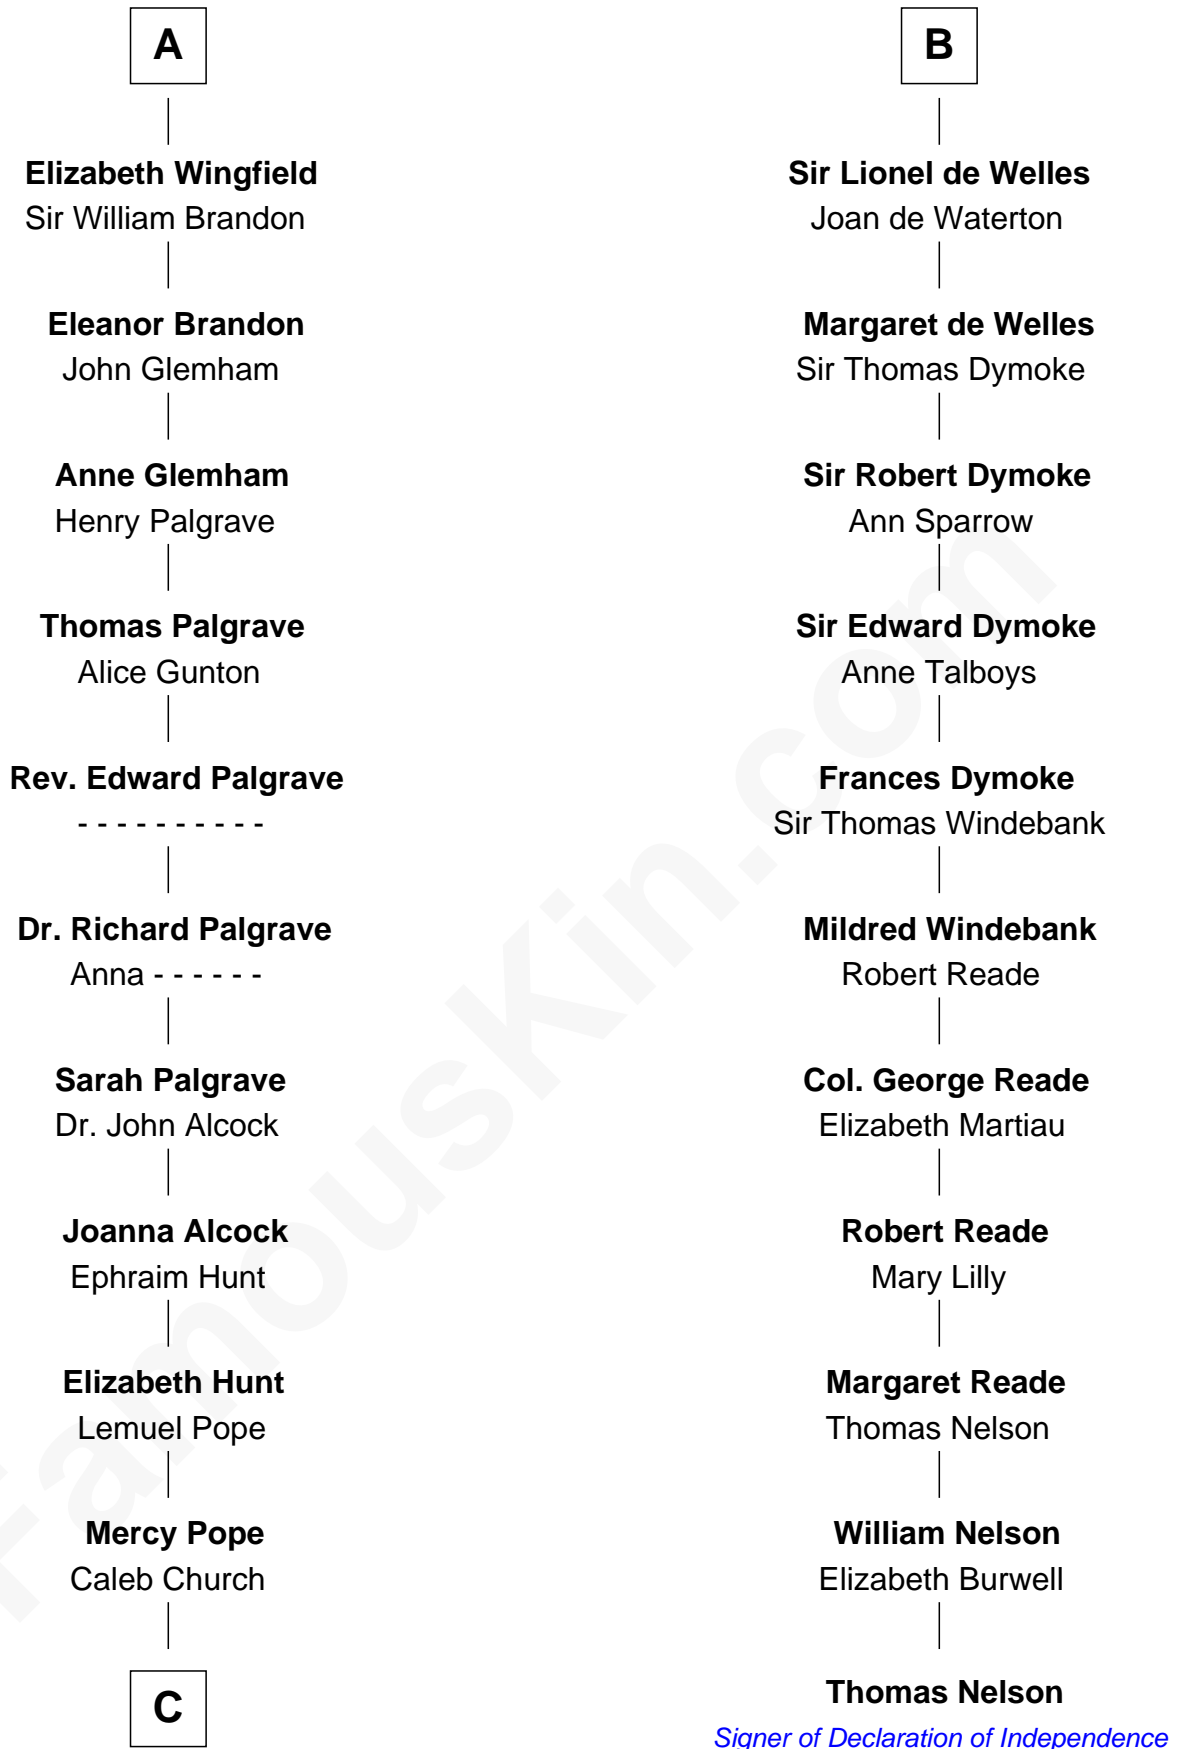 A
Elizabeth Wingfield
Sir William Brandon
Eleanor Brandon
John Glemham
Anne Glemham
Henry Palgrave
Thomas Palgrave
Alice Gunton
Rev. Edward Palgrave
- - - - - - - - - -
Dr. Richard Palgrave
Anna - - - - - -
Sarah Palgrave
Dr. John Alcock
Joanna Alcock
Ephraim Hunt
Elizabeth Hunt
Lemuel Pope
Mercy Pope
Caleb Church
C
B
Sir Lionel de Welles
Joan de Waterton
Margaret de Welles
Sir Thomas Dymoke
Sir Robert Dymoke
Ann Sparrow
Sir Edward Dymoke
Anne Talboys
Frances Dymoke
Sir Thomas Windebank
Mildred Windebank
Robert Reade
Col. George Reade
Elizabeth Martiau
Robert Reade
Mary Lilly
Margaret Reade
Thomas Nelson
William Nelson
Elizabeth Burwell
Thomas Nelson
Signer of Declaration of Independence
FamousKin.com